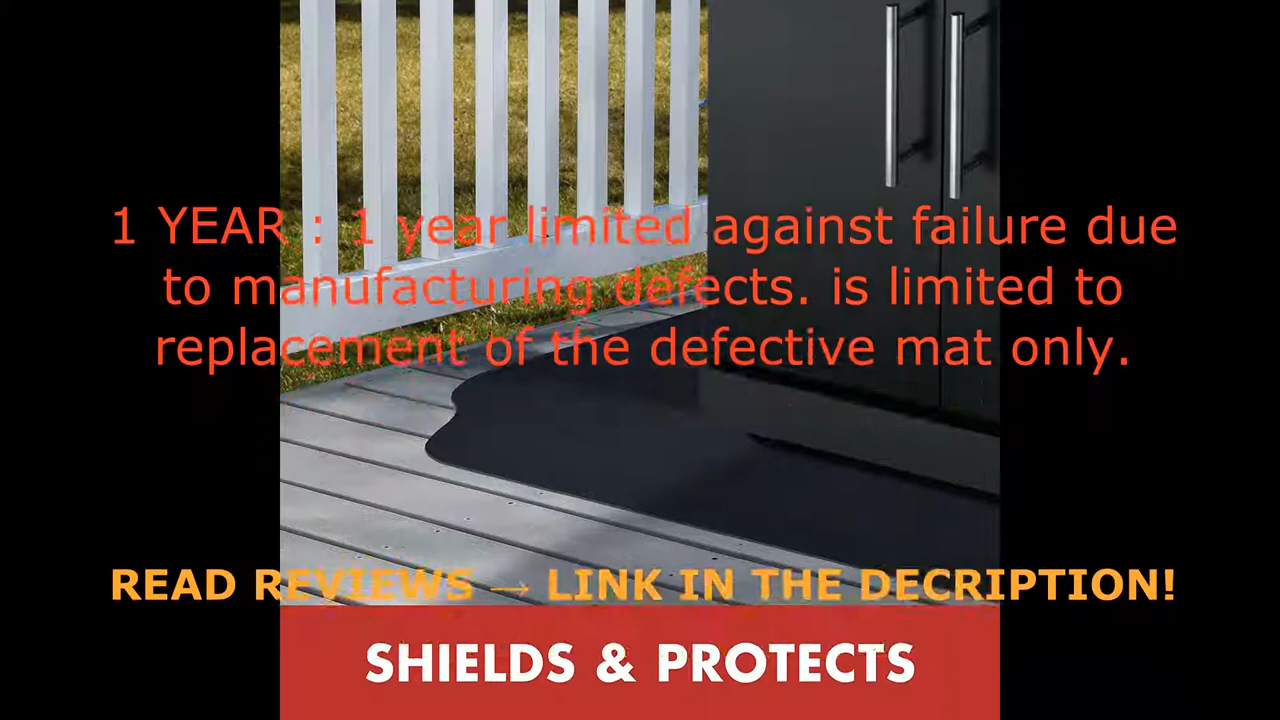 1 YEAR : 1 year limited against failure due
to manufacturing defects. is limited to
replacement of the defective mat only.
READ REVIEWS → LINK IN THE DECRIPTION!
SHIELDS & PROTECTS